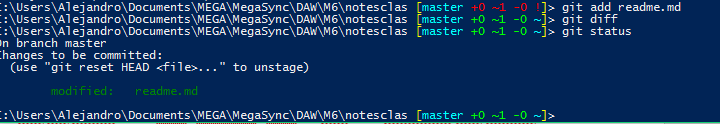 :\Users\Alejandro\Documents\MEGA\MegaSync\DAW\M6\notesclas [master +0 ~1 -0 !]> git add readme.md
:\Users\Alejandro\Documents\MEGA\MegaSync\DAW\M6\notesclas [master +0 ~1 -0 ~]> git diff
:\Users\Alejandro\Documents\MEGA\MegaSync\DAW\M6\notesclas [master +0 ~1 -0 ~]> git status
On branch master
Changes to be committed:
(use "git reset HEAD <file>..." to unstage)
modified: readme.md
:\Users\Alejandro\Documents\MEGA\MegaSync\DAW\M6\notesclas [master +0 ~1 -0 ~]>